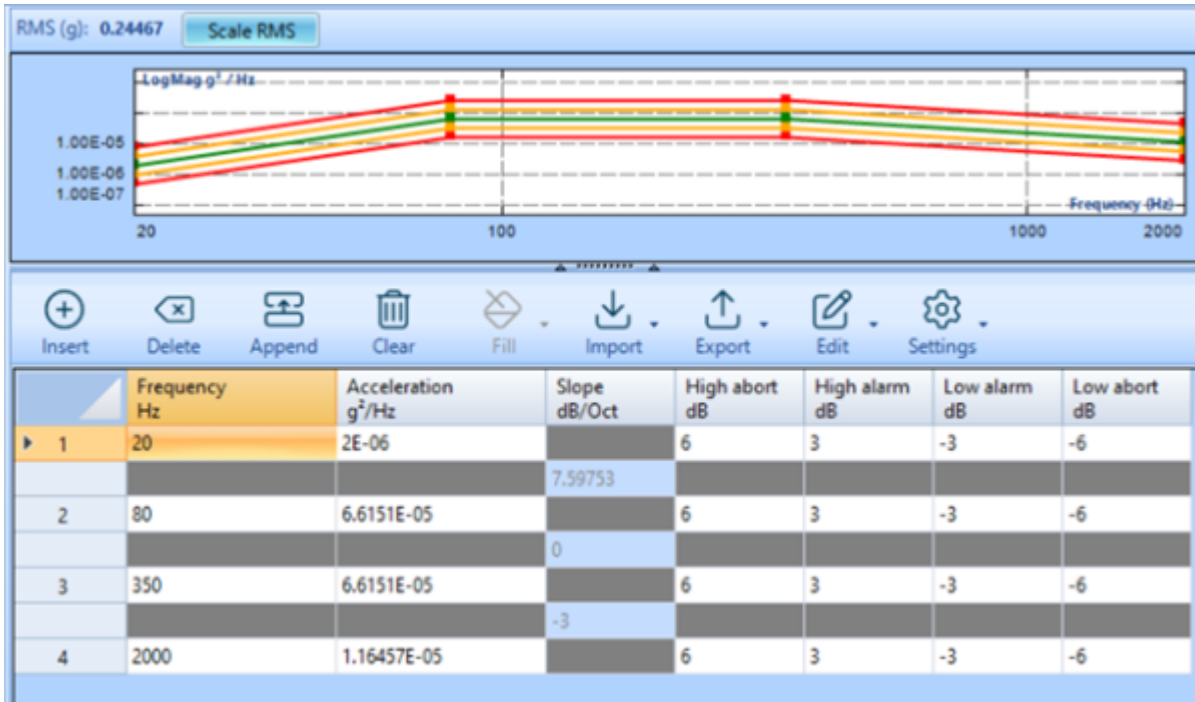 RMS (g): 0.24467 Scale RMS
LogMag g² / Hz
1.00E-05
1.00E-06
1.00E-07
Frequency (Hz)
20 100 1000 2000
Insert Delete Append Clear Fill Import Export Edit Settings
Frequency Acceleration Slope High abort High alarm Low alarm Low abort
Hz g²/Hz dB/Oct dB dB dB dB
1 20 2E-06 6 3 -3 -6
7.59753
2 80 6.6151E-05 6 3 -3 -6
0
3 350 6.6151E-05 6 3 -3 -6
-3
4 2000 1.16457E-05 6 3 -3 -6